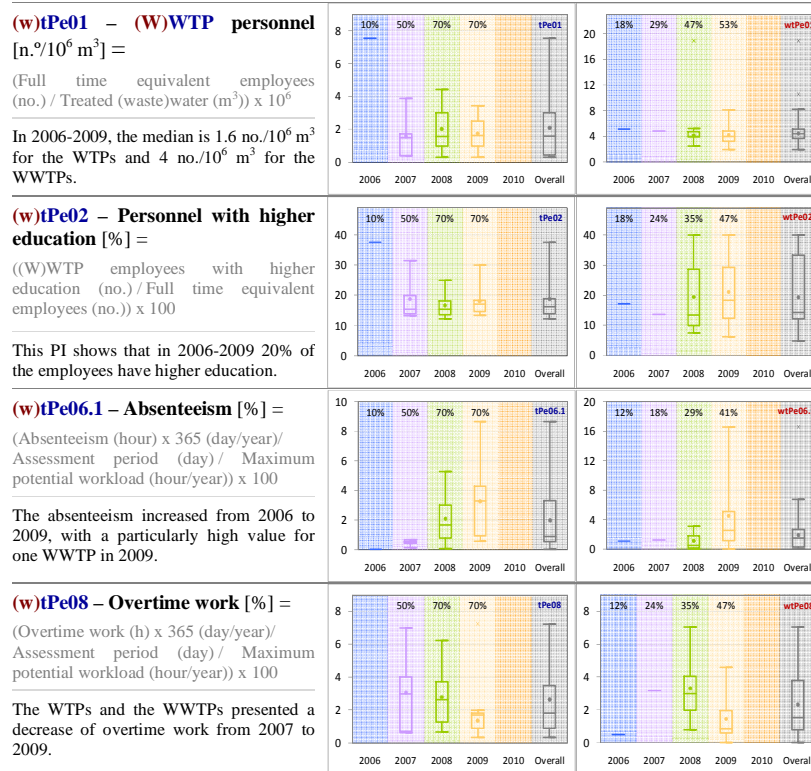 (w)tPe01 – (W)WTP personnel
[n.º/10⁶ m³] =
(Full time equivalent employees
(no.) / Treated (waste)water (m³)) x 10⁶
In 2006-2009, the median is 1.6 no./10⁶ m³
for the WTPs and 4 no./10⁶ m³ for the
WWTPs.
10% 50% 70% 70% tPe01
8
6
4
2
0
2006 2007 2008 2009 2010 Overall
18% 29% 47% 53% wtPe01
20
15
10
5
0
2006 2007 2008 2009 2010 Overall
(w)tPe02 – Personnel with higher
education [%] =
((W)WTP employees with higher
education (no.) / Full time equivalent
employees (no.)) x 100
This PI shows that in 2006-2009 20% of
the employees have higher education.
10% 50% 70% 70% tPe02
40
30
20
10
0
2006 2007 2008 2009 2010 Overall
18% 24% 35% 47% wtPe02
40
30
20
10
0
2006 2007 2008 2009 2010 Overall
(w)tPe06.1 – Absenteeism [%] =
(Absenteeism (hour) x 365 (day/year)/
Assessment period (day) / Maximum
potential workload (hour/year)) x 100
The absenteeism increased from 2006 to
2009, with a particularly high value for
one WWTP in 2009.
10
10% 50% 70% 70% tPe06.1
8
6
4
2
0
2006 2007 2008 2009 2010 Overall
20
12% 18% 29% 41% wtPe06.
15
10
5
0
2006 2007 2008 2009 2010 Overall
(w)tPe08 – Overtime work [%] =
(Overtime work (h) x 365 (day/year)/
Assessment period (day) / Maximum
potential workload (hour/year)) x 100
The WTPs and the WWTPs presented a
decrease of overtime work from 2007 to
2009.
50% 70% 70% tPe08
8
6
4
2
0
2006 2007 2008 2009 2010 Overall
12% 24% 35% 47% wtPe08
8
6
4
2
0
2006 2007 2008 2009 2010 Overall